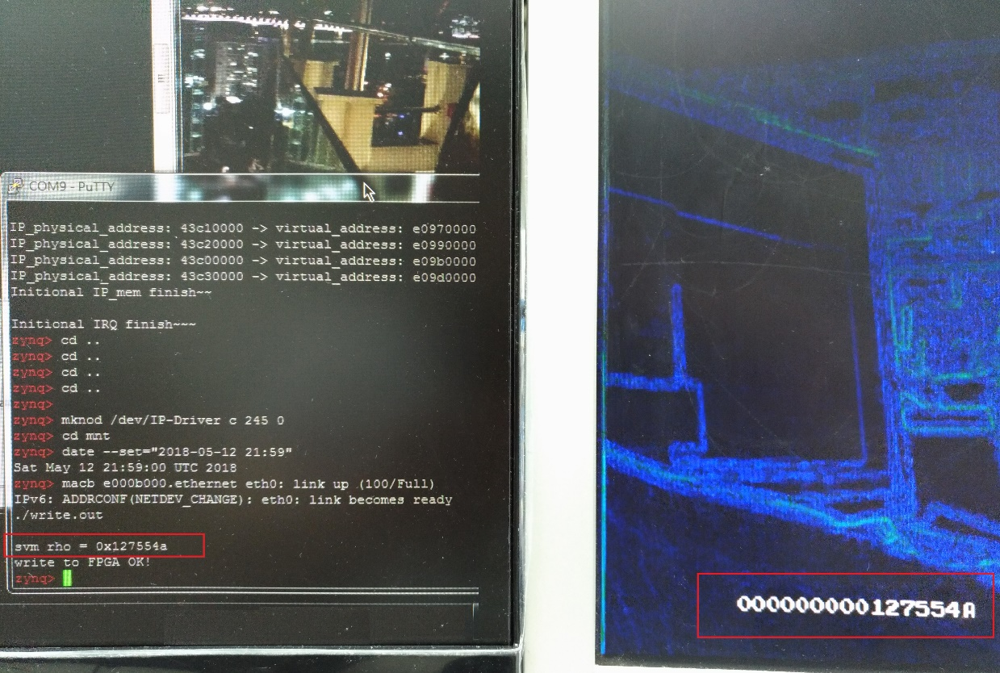 COM9 - PuTTY
IP_physical_address: 43c10000 -> virtual_address: e0970000
IP_physical_address: 43c20000 -> virtual_address: e0990000
IP_physical_address: 43c00000 -> virtual_address: e09b0000
IP_physical_address: 43c30000 -> virtual_address: e09d0000
Initional IP_mem finish~~
Initional IRQ finish~~~
zynq> cd ..
zynq> cd ..
zynq> cd ..
zynq> cd ..
zynq>
zynq> mknod /dev/IP-Driver c 245 0
zynq> cd mnt
zynq> date --set="2018-05-12 21:59"
Sat May 12 21:59:00 UTC 2018
zynq> macb e000b000.ethernet eth0: link up (100/Full)
IPv6: ADDRCONF(NETDEV_CHANGE): eth0: link becomes ready
./write.out
svm rho = 0x127554a
write to FPGA OK!
zynq>
000000000127554A